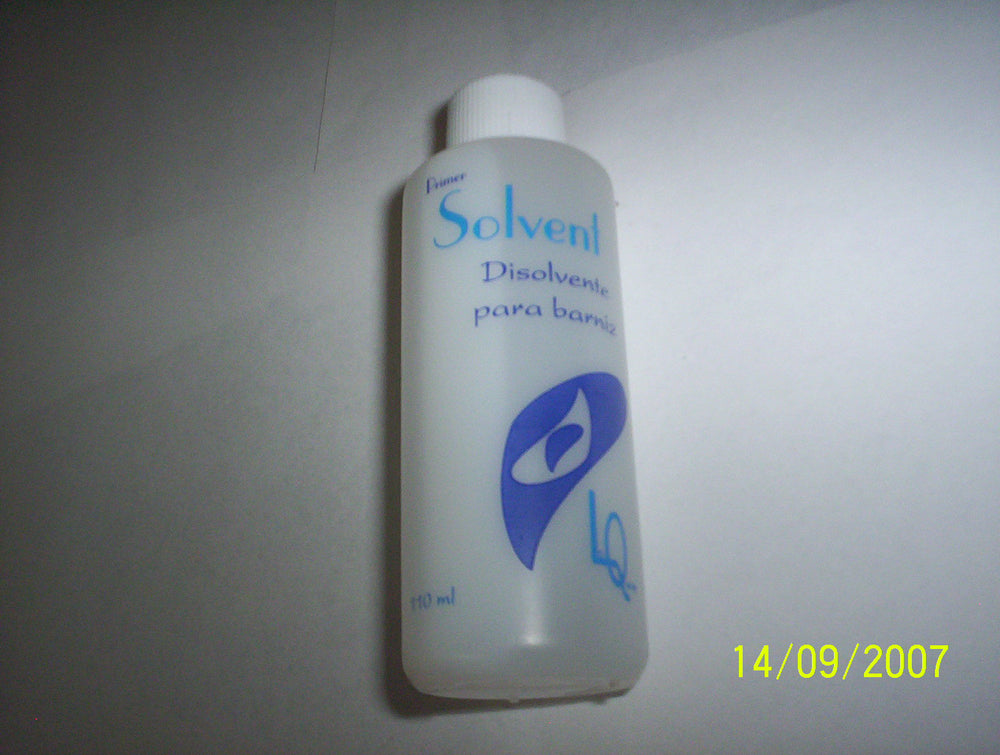 Primer
Solvent
Disolvente
para barniz
LQ
110 ml
14/09/2007